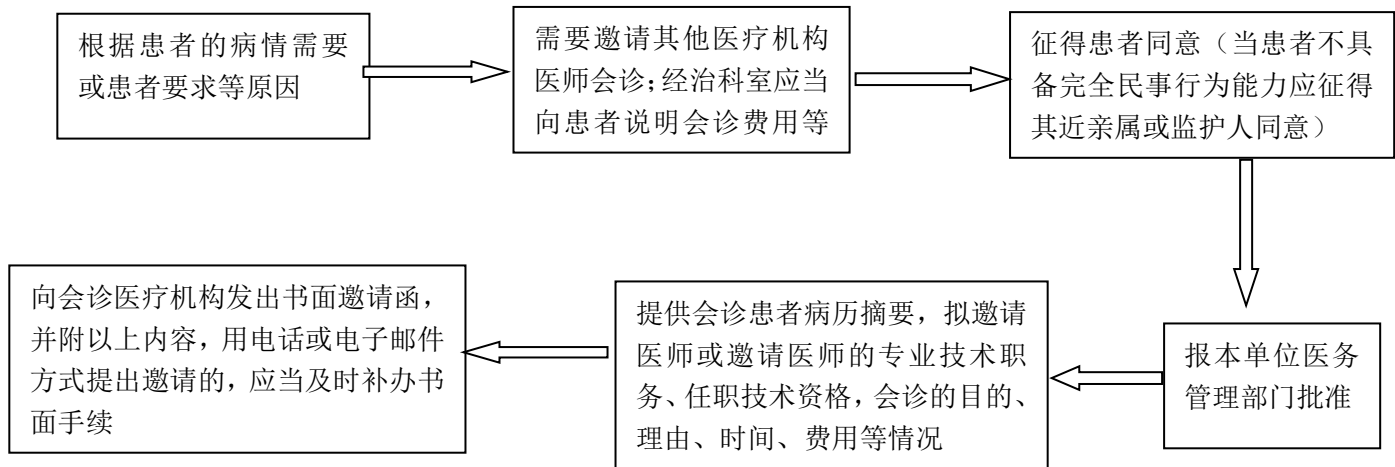 根据患者的病情需要
或患者要求等原因
需要邀请其他医疗机构
医师会诊;经治科室应当
向患者说明会诊费用等
征得患者同意（当患者不具
备完全民事行为能力应征得
其近亲属或监护人同意）
报本单位医务
管理部门批准
提供会诊患者病历摘要，拟邀请
医师或邀请医师的专业技术职
务、任职技术资格，会诊的目的、
理由、时间、费用等情况
向会诊医疗机构发出书面邀请函，
并附以上内容，用电话或电子邮件
方式提出邀请的，应当及时补办书
面手续